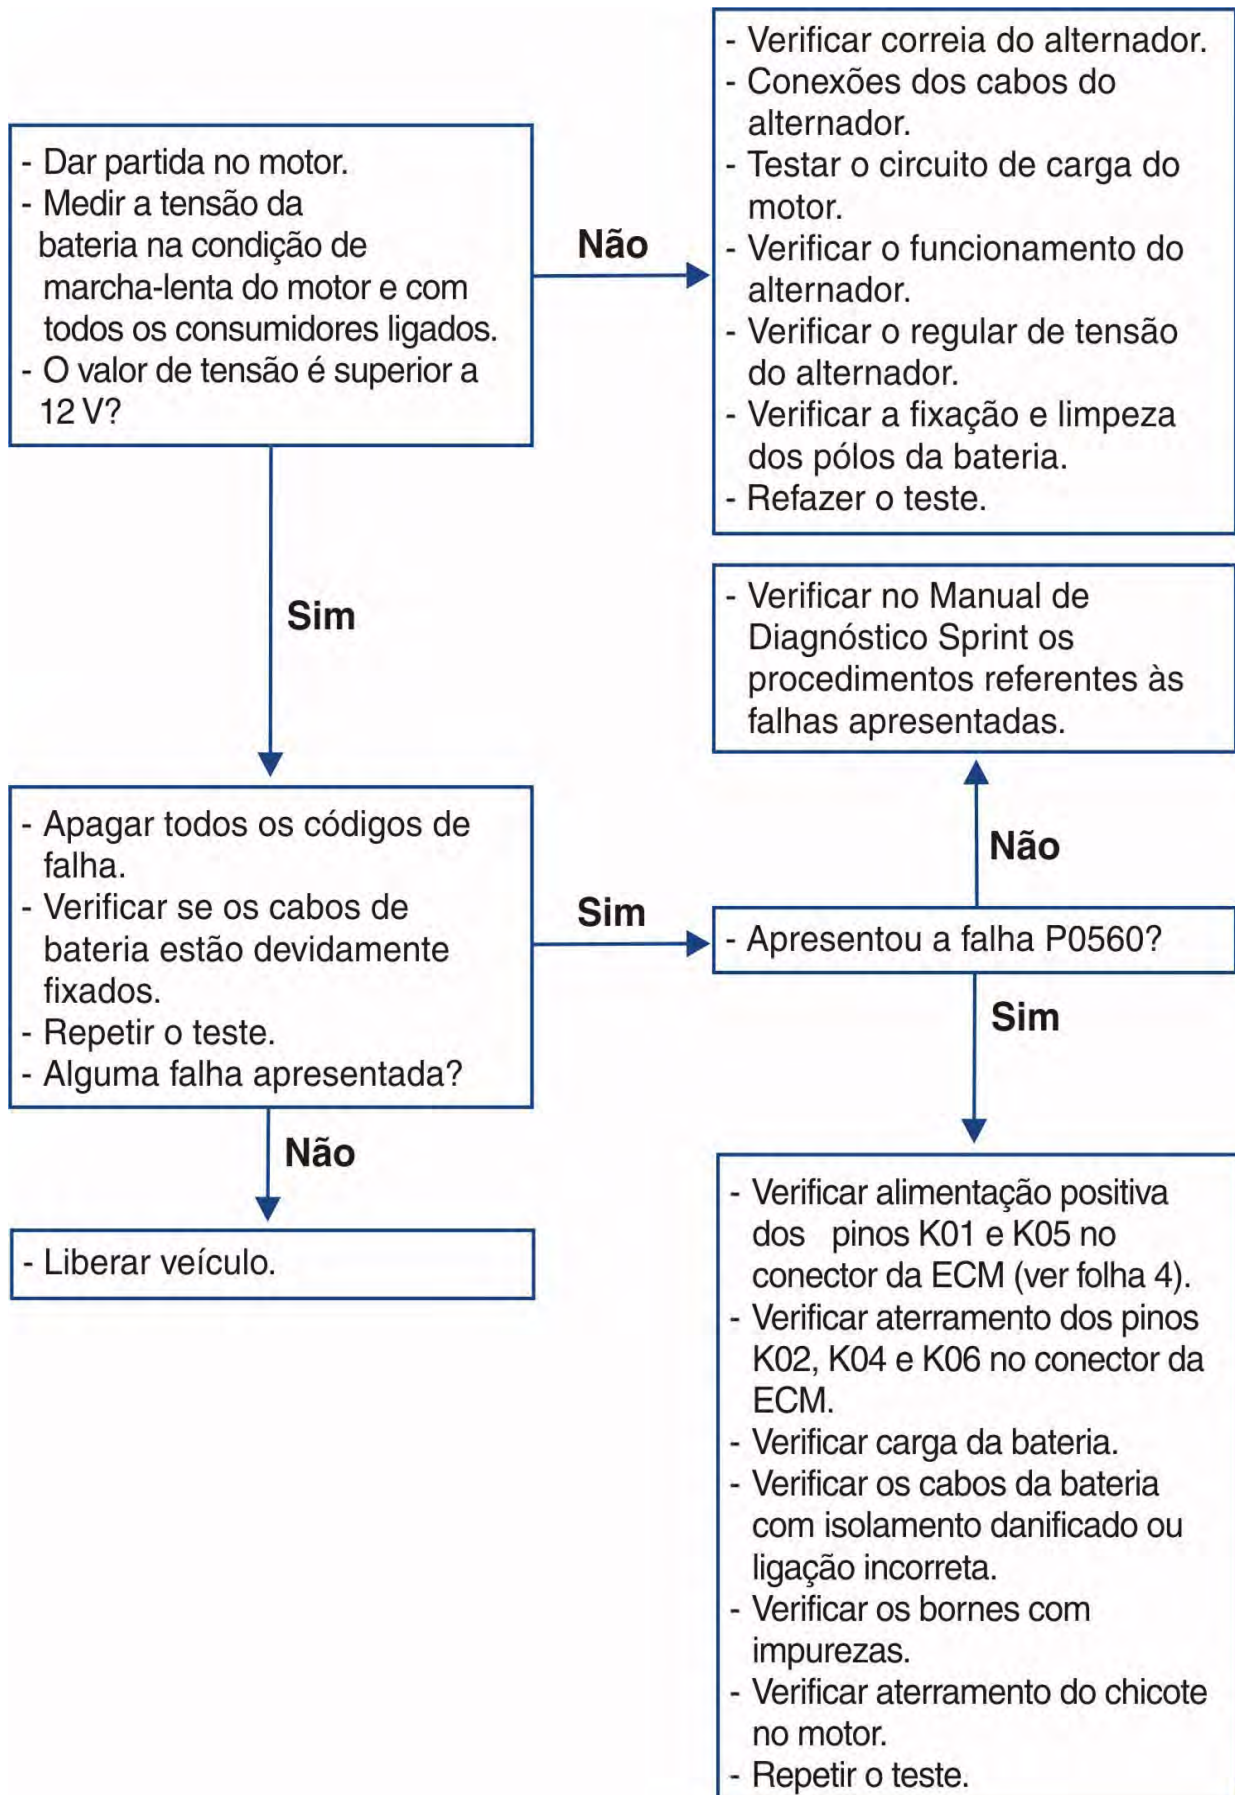 - Dar partida no motor.
- Medir a tensão da
bateria na condição de
marcha-lenta do motor e com
todos os consumidores ligados.
- O valor de tensão é superior a
12 V?
Não
- Verificar correia do alternador.
- Conexões dos cabos do
alternador.
- Testar o circuito de carga do
motor.
- Verificar o funcionamento do
alternador.
- Verificar o regular de tensão
do alternador.
- Verificar a fixação e limpeza
dos pólos da bateria.
- Refazer o teste.
Sim
- Apagar todos os códigos de
falha.
- Verificar se os cabos de
bateria estão devidamente
fixados.
- Repetir o teste.
- Alguma falha apresentada?
Não
- Liberar veículo.
Sim
- Apresentou a falha P0560?
Não
- Verificar no Manual de
Diagnóstico Sprint os
procedimentos referentes às
falhas apresentadas.
Sim
- Verificar alimentação positiva
dos pinos K01 e K05 no
conector da ECM (ver folha 4).
- Verificar aterramento dos pinos
K02, K04 e K06 no conector da
ECM.
- Verificar carga da bateria.
- Verificar os cabos da bateria
com isolamento danificado ou
ligação incorreta.
- Verificar os bornes com
impurezas.
- Verificar aterramento do chicote
no motor.
- Repetir o teste.